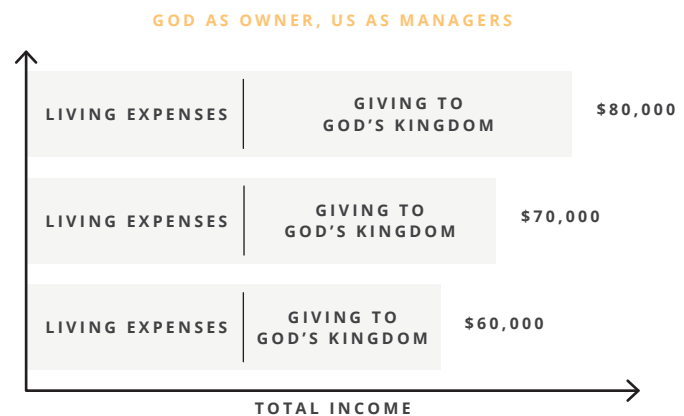 GOD AS OWNER, US AS MANAGERS
LIVING EXPENSES
GIVING TO
GOD’S KINGDOM
$80,000
LIVING EXPENSES
GIVING TO
GOD’S KINGDOM
$70,000
LIVING EXPENSES
GIVING TO
GOD’S KINGDOM
$60,000
TOTAL INCOME